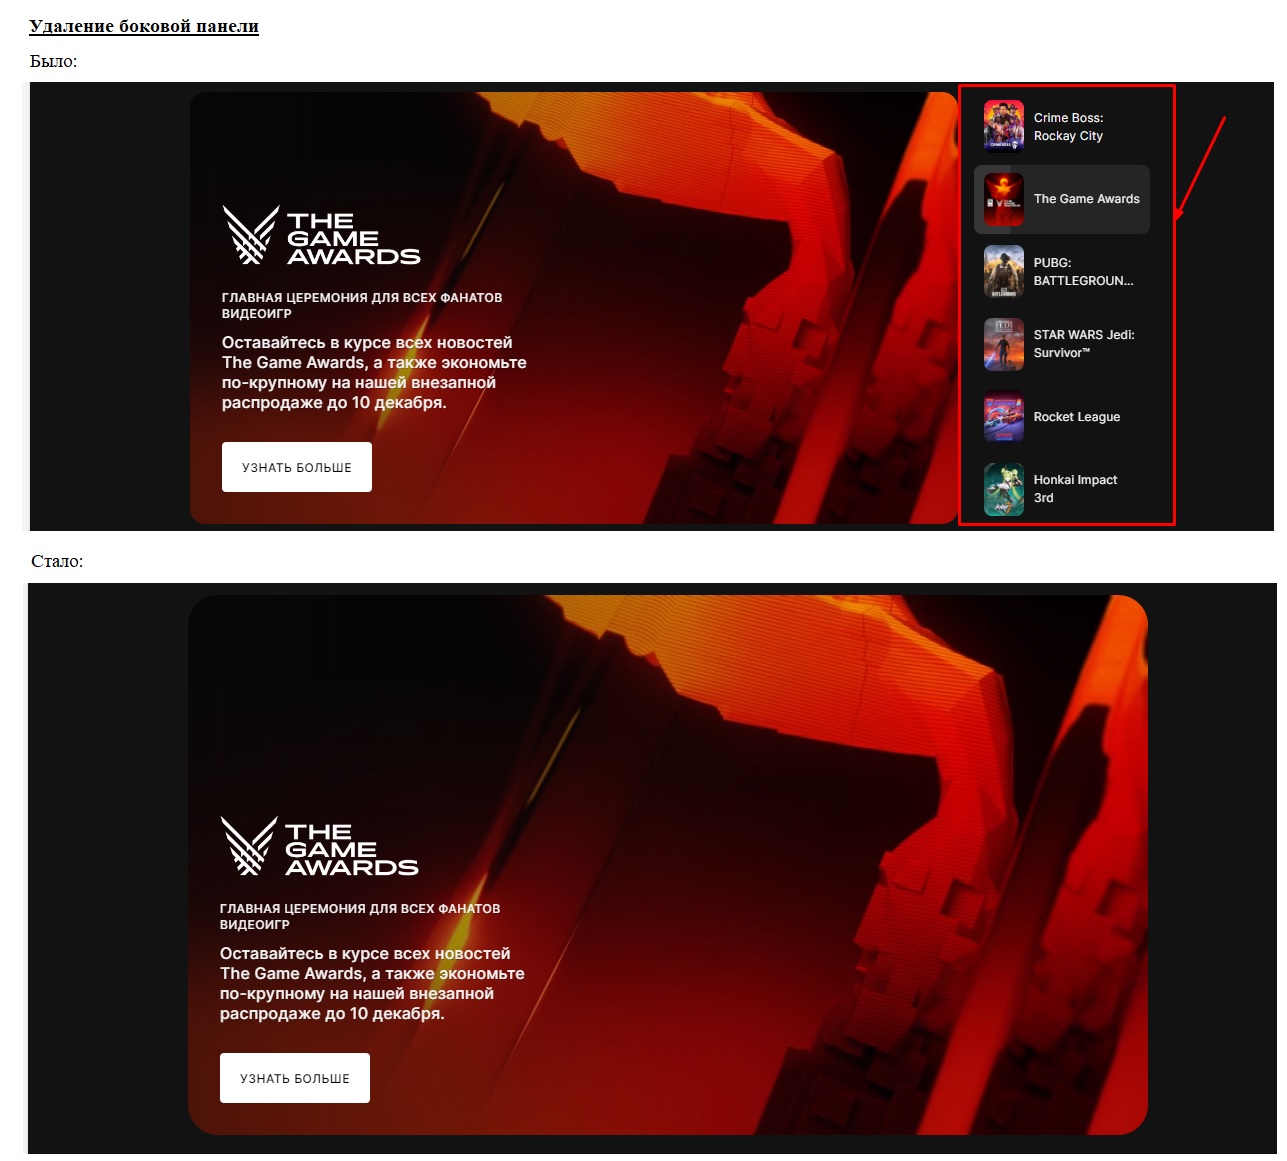 Удаление боковой панели
Было:
THE
GAME
AWARDS
ГЛАВНАЯ ЦЕРЕМОНИЯ ДЛЯ ВСЕХ ФАНАТОВ
ВИДЕОИГР
Оставайтесь в курсе всех новостей
The Game Awards, а также экономьте
по-крупному на нашей внезапной
распродаже до 10 декабря.
УЗНАТЬ БОЛЬШЕ
Crime Boss:
Rockay City
The Game Awards
PUBG:
BATTLEGROUN...
STAR WARS Jedi:
Survivor™
Rocket League
Honkai Impact
3rd
Стало:
THE
GAME
AWARDS
ГЛАВНАЯ ЦЕРЕМОНИЯ ДЛЯ ВСЕХ ФАНАТОВ
ВИДЕОИГР
Оставайтесь в курсе всех новостей
The Game Awards, а также экономьте
по-крупному на нашей внезапной
распродаже до 10 декабря.
УЗНАТЬ БОЛЬШЕ